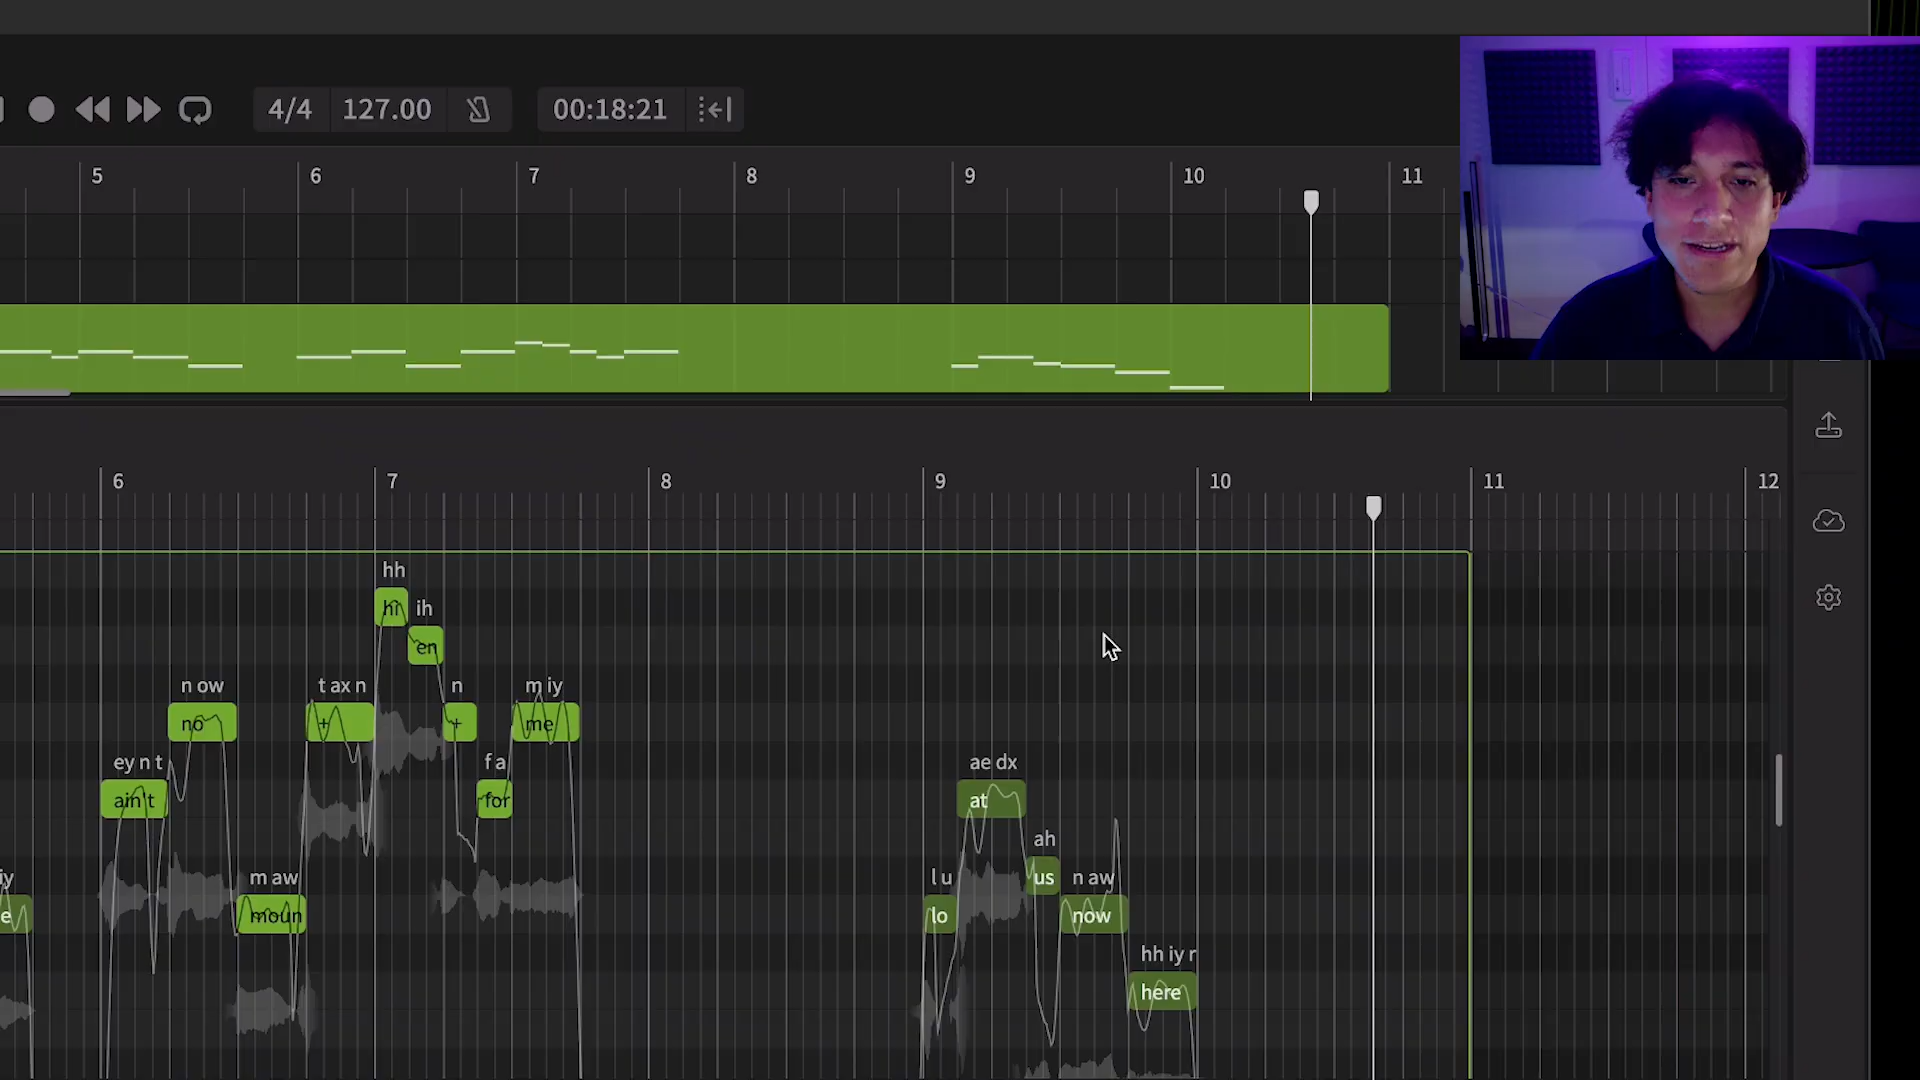 4/4 127.00 00:18:21
5 6 7 8 9 10 11
6 7 8 9 10 11 12
hh
hi ih
en
n ow t ax n n m iy
no + + me
ey n t f a ae dx
ain't for at
ah
iy m aw l u us n aw
e moun lo now
hh iy r
here